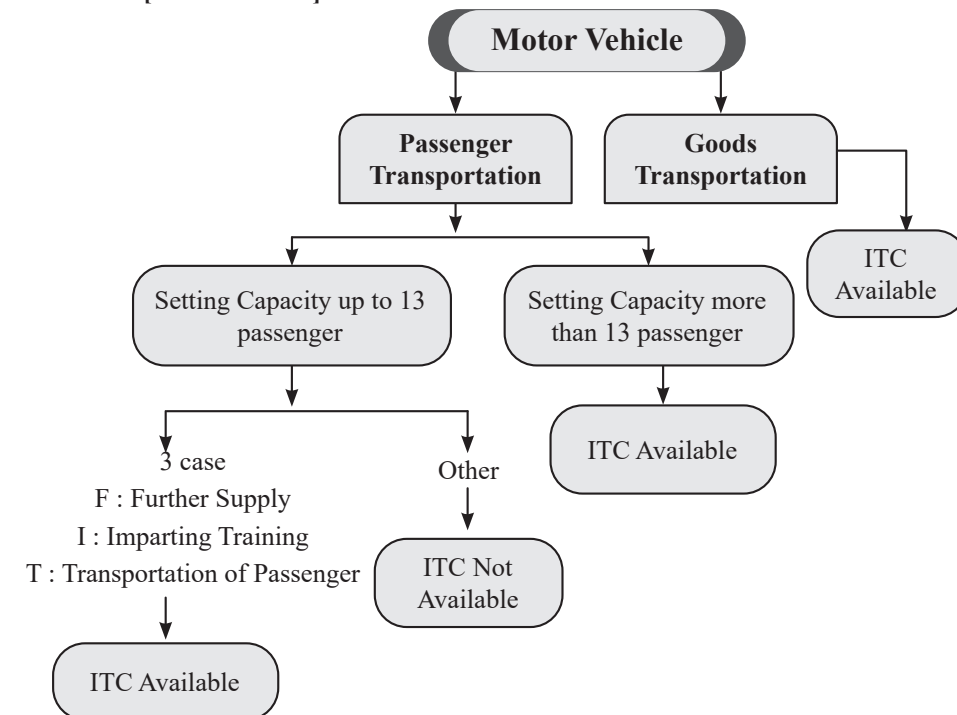 Motor Vehicle
Passenger
Transportation
Goods
Transportation
ITC
Available
Setting Capacity up to 13
passenger
Setting Capacity more
than 13 passenger
ITC Available
3 case
F : Further Supply
I : Imparting Training
T : Transportation of Passenger
Other
ITC Not
Available
ITC Available